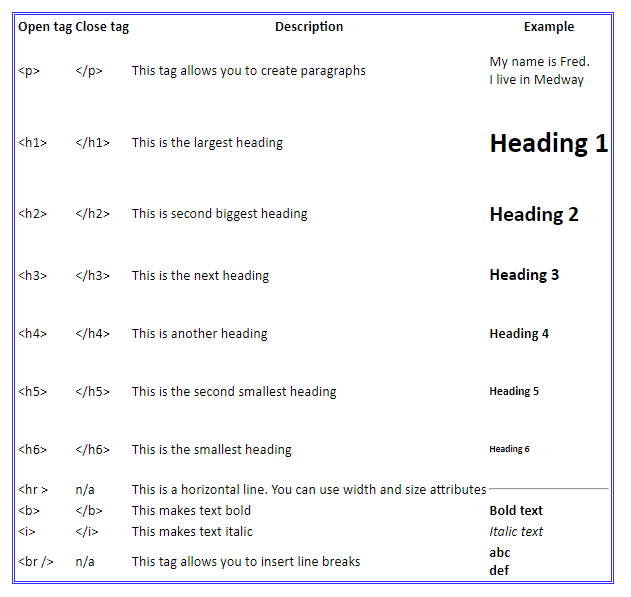 Open tag Close tag Description Example
<p> </p> This tag allows you to create paragraphs My name is Fred.
I live in Medway
<h1> </h1> This is the largest heading Heading 1
<h2> </h2> This is second biggest heading Heading 2
<h3> </h3> This is the next heading Heading 3
<h4> </h4> This is another heading Heading 4
<h5> </h5> This is the second smallest heading Heading 5
<h6> </h6> This is the smallest heading Heading 6
<hr > n/a This is a horizontal line. You can use width and size attributes
<b> </b> This makes text bold Bold text
<i> </i> This makes text italic Italic text
<br /> n/a This tag allows you to insert line breaks abc
def